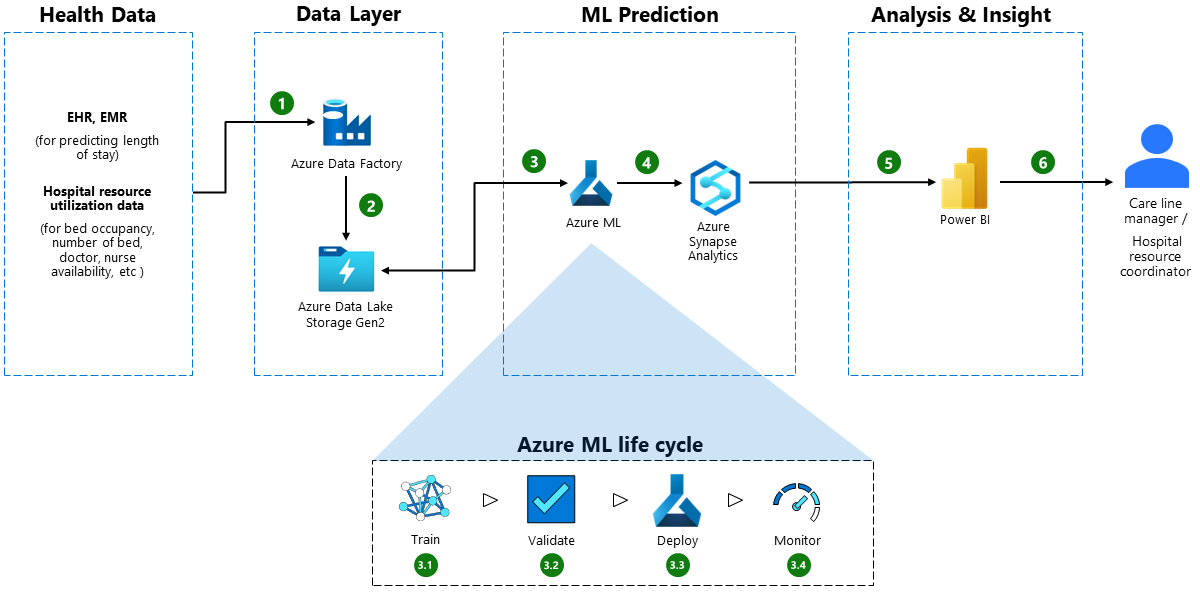 Health Data
Data Layer
ML Prediction
Analysis & Insight
EHR, EMR
(for predicting length
of stay)
Hospital resource
utilization data
(for bed occupancy,
number of bed,
doctor, nurse
availability, etc )
1
Azure Data Factory
2
Azure Data Lake
Storage Gen2
3
Azure ML
4
Azure
Synapse
Analytics
5
Power BI
6
Care line
manager /
Hospital
resource
coordinator
Azure ML life cycle
Train
Validate
Deploy
Monitor
3.1
3.2
3.3
3.4